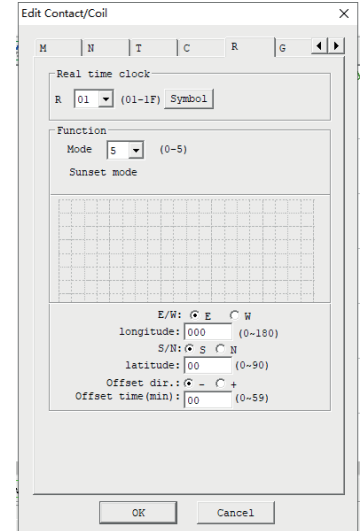 Edit Contact/Coil
M N T C R G
Real time clock
R 01 (01-1F) Symbol
Function
Mode 5 (0-5)
Sunset mode
E/W: E W
longitude: 000 (0~180)
S/N: S N
latitude: 00 (0~90)
Offset dir.: - +
Offset time(min): 00 (0~59)
OK Cancel